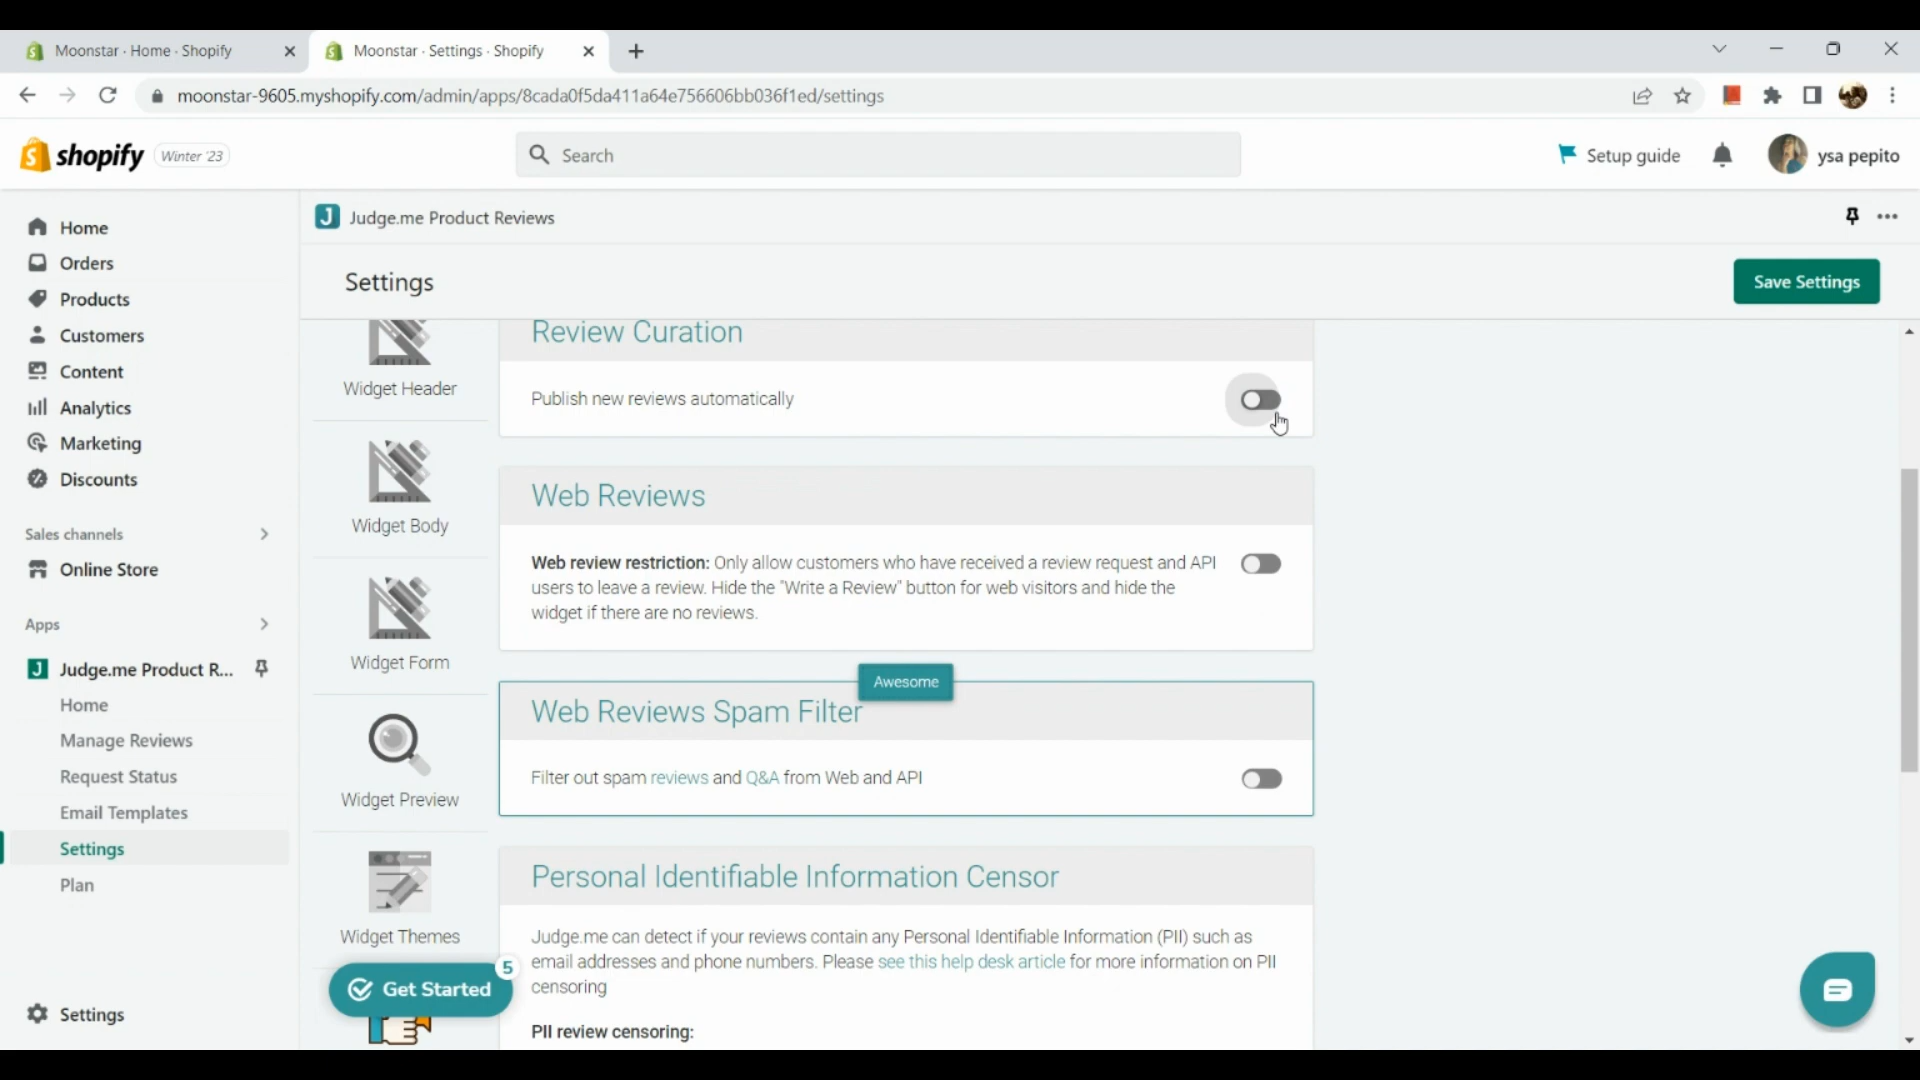 Moonstar · Home · Shopify
Moonstar · Settings · Shopify
moonstar-9605.myshopify.com/admin/apps/8cada0f5da411a64e756606bb036f1ed/settings
shopify
Winter '23
Search
Setup guide
ysa pepito
Home
Orders
Products
Customers
Content
Analytics
Marketing
Discounts
Sales channels
Online Store
Apps
J Judge.me Product R...
Home
Manage Reviews
Request Status
Email Templates
Settings
Plan
Settings
J Judge.me Product Reviews
Settings
Save Settings
Widget Header
Widget Body
Widget Form
Widget Preview
Widget Themes
Get Started
5
Review Curation
Publish new reviews automatically
Web Reviews
Web review restriction: Only allow customers who have received a review request and API
users to leave a review. Hide the "Write a Review" button for web visitors and hide the
widget if there are no reviews.
Awesome
Web Reviews Spam Filter
Filter out spam reviews and Q&A from Web and API
Personal Identifiable Information Censor
Judge.me can detect if your reviews contain any Personal Identifiable Information (PII) such as
email addresses and phone numbers. Please see this help desk article for more information on PII
censoring
PII review censoring: